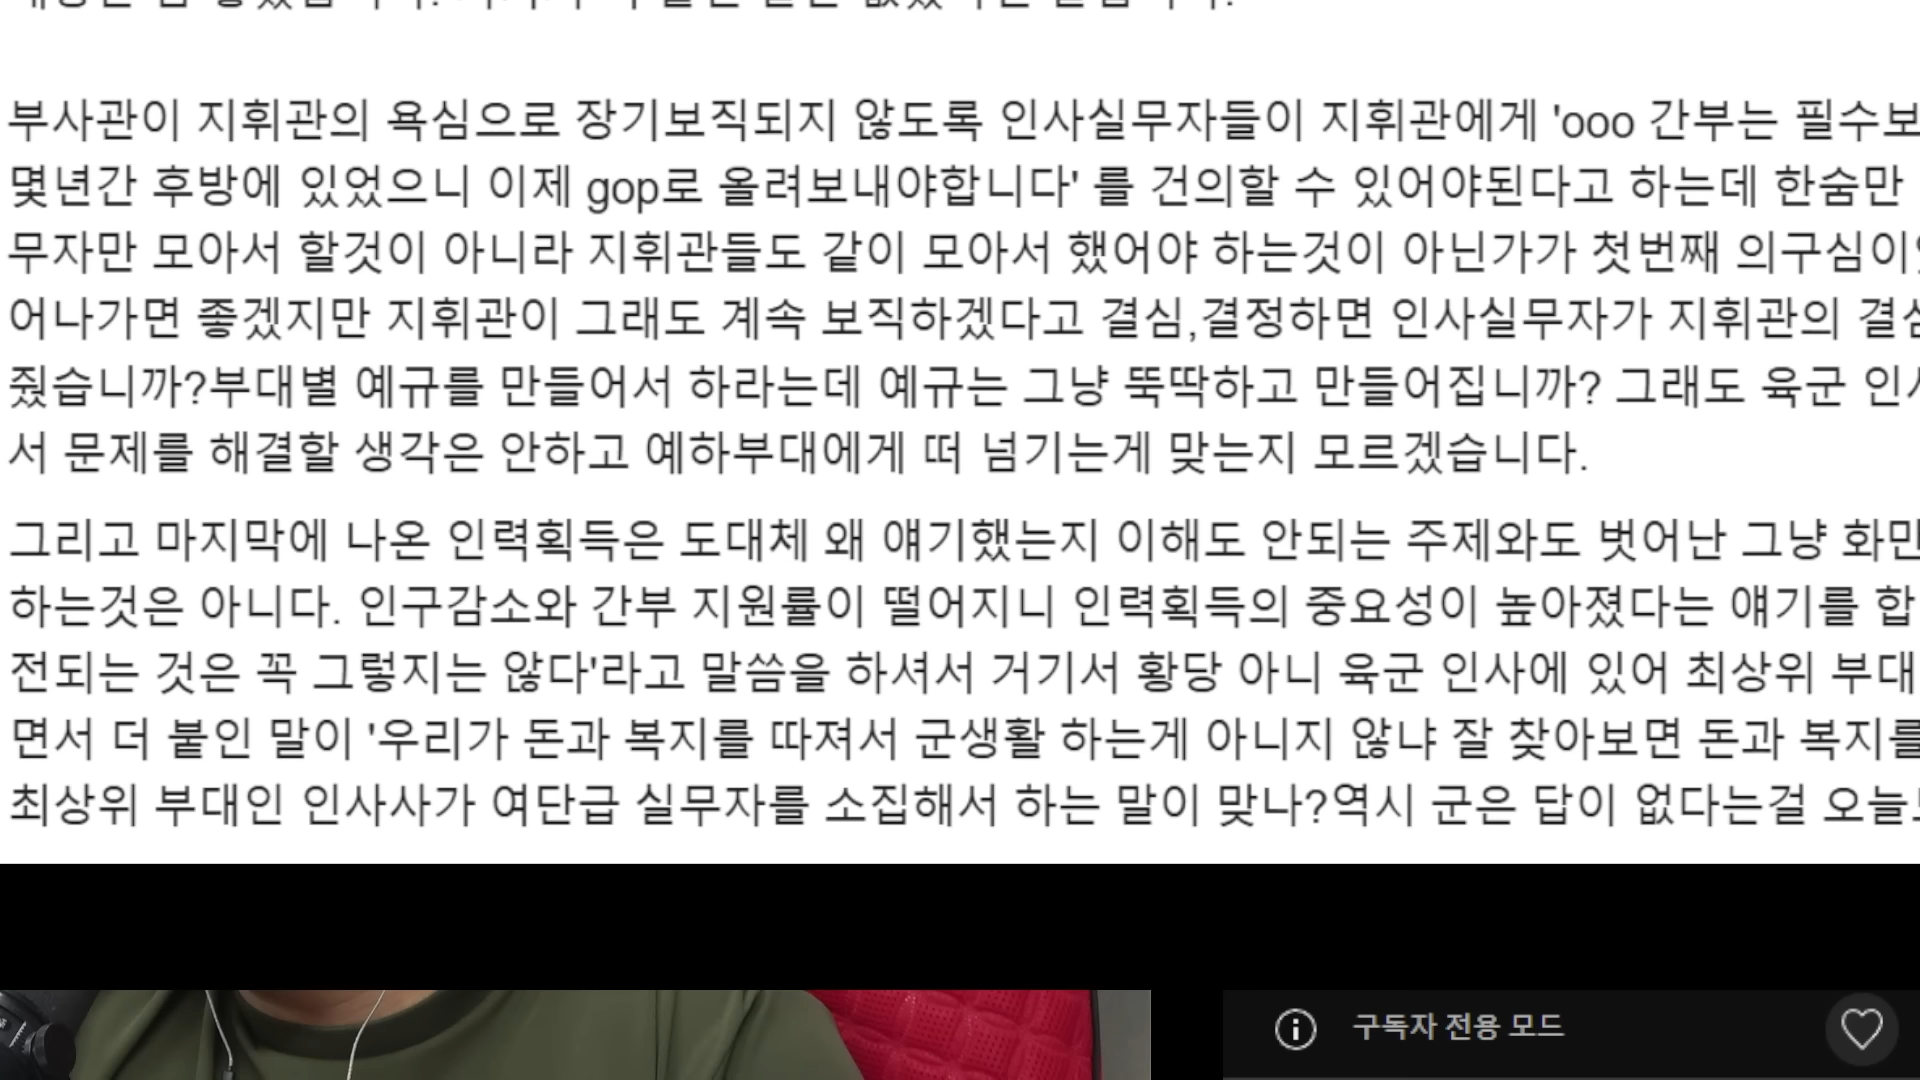 부사관이 지휘관의 욕심으로 장기보직되지 않도록 인사실무자들이 지휘관에게 'ooo 간부는 필수보
몇년간 후방에 있었으니 이제 gop로 올려보내야합니다' 를 건의할 수 있어야된다고 하는데 한숨만
무자만 모아서 할것이 아니라 지휘관들도 같이 모아서 했어야 하는것이 아닌가가 첫번째 의구심이
어나가면 좋겠지만 지휘관이 그래도 계속 보직하겠다고 결심,결정하면 인사실무자가 지휘관의
줬습니까?부대별 예규를 만들어서 하라는데 예규는 그냥 뚝딱하고 만들어집니까? 그래도 육군
서 문제를 해결할 생각은 안하고 예하부대에게 떠 넘기는게 맞는지 모르겠습니다.
그리고 마지막에 나온 인력획득은 도대체 왜 얘기했는지 이해도 안되는 주제와도 벗어난 그냥
하는것은 아니다. 인구감소와 간부 지원률이 떨어지니 인력획득의 중요성이 높아졌다는 얘기를 합
전되는 것은 꼭 그렇지는 않다'라고 말씀을 하셔서 거기서 황당 아니 육군 인사에 있어 최상위 부대
면서 더 붙인 말이 '우리가 돈과 복지를 따져서 군생활 하는게 아니지 않냐 잘 찾아보면 돈과 복지를
최상위 부대인 인사사가 여단급 실무자를 소집해서 하는 말이 맞나?역시 군은 답이 없다는걸
구독자 전용 모드